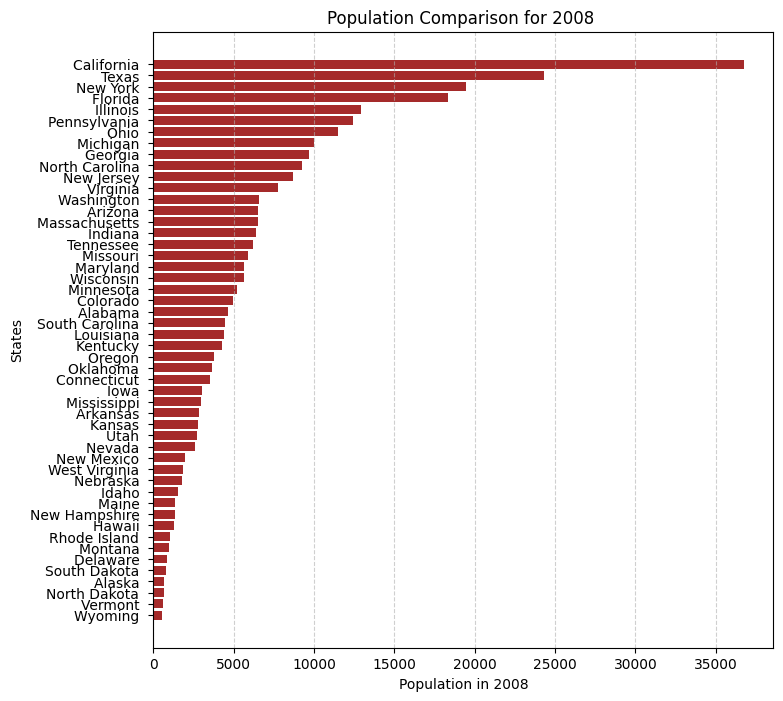 Population Comparison for 2008
California
Texas
New York
Florida
Illinois
Pennsylvania
Ohio
Michigan
Georgia
North Carolina
New Jersey
Virginia
Washington
Arizona
Massachusetts
Indiana
Tennessee
Missouri
Maryland
Wisconsin
Minnesota
Colorado
Alabama
South Carolina
Louisiana
Kentucky
Oregon
Oklahoma
Connecticut
Iowa
Mississippi
Arkansas
Kansas
Utah
Nevada
New Mexico
West Virginia
Nebraska
Idaho
Maine
New Hampshire
Hawaii
Rhode Island
Montana
Delaware
South Dakota
Alaska
North Dakota
Vermont
Wyoming
States
0 5000 10000 15000 20000 25000 30000 35000
Population in 2008